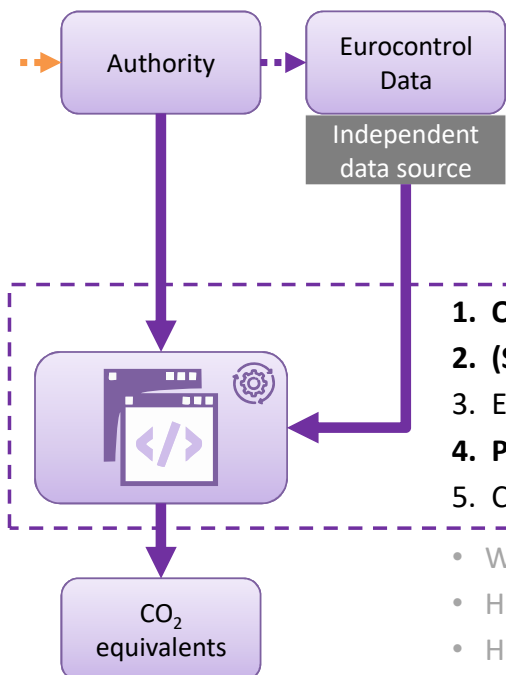 Authority
Eurocontrol
Data
Independent
data source
1.
2.
3.
</>
4.
5.
•
CO₂
equivalents
•
•